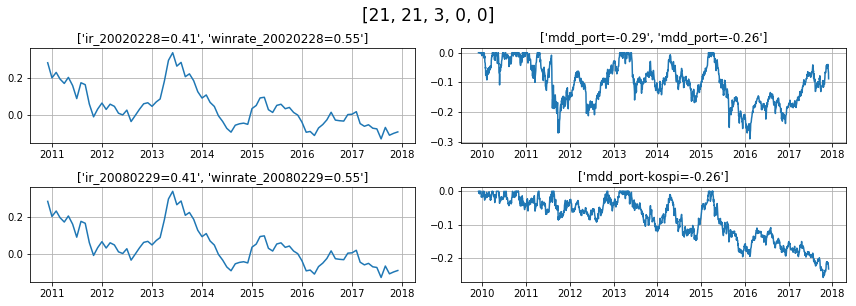 [21, 21, 3, 0, 0]
['ir_20020228=0.41', 'winrate_20020228=0.55']
0.2
0.0
2011 2012 2013 2014 2015 2016 2017 2018
['mdd_port=-0.29', 'mdd_port=-0.26']
0.0
−0.1
−0.2
−0.3
2010 2011 2012 2013 2014 2015 2016 2017 2018
['ir_20080229=0.41', 'winrate_20080229=0.55']
0.2
0.0
2011 2012 2013 2014 2015 2016 2017 2018
['mdd_port-kospi=-0.26']
0.0
−0.1
−0.2
2010 2011 2012 2013 2014 2015 2016 2017 2018